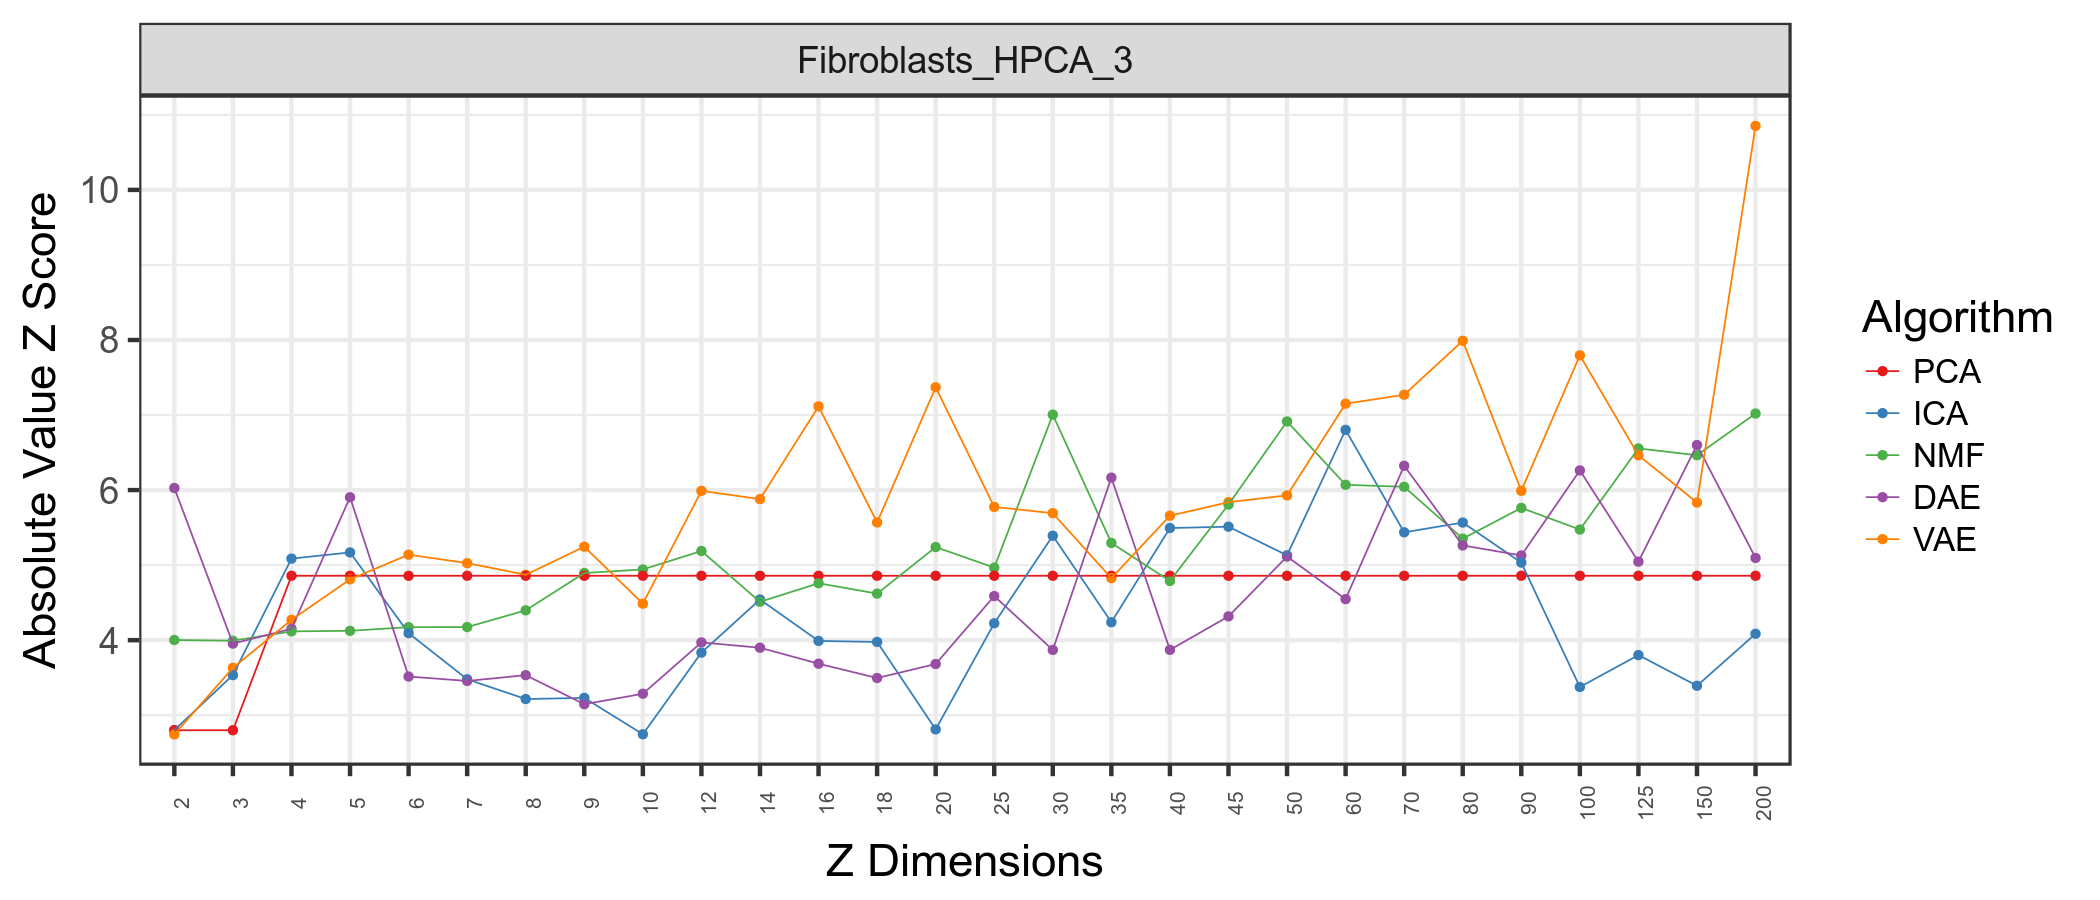 Fibroblasts_HPCA_3
Absolute Value Z Score
10
8
6
4
2 3 4 5 6 7 8 9 10 12 14 16 18 20 25 30 35 40 45 50 60 70 80 90 100 125 150 200
Z Dimensions
Algorithm
PCA
ICA
NMF
DAE
VAE